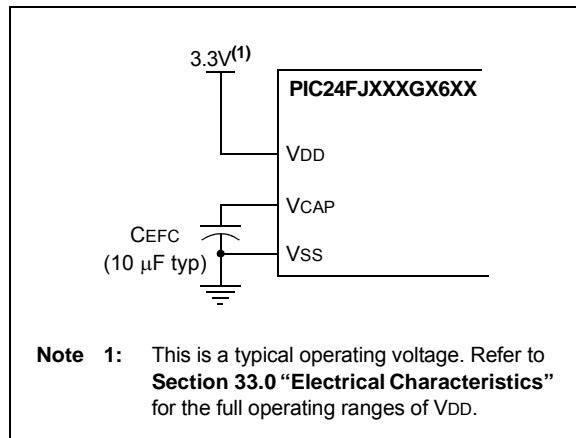 3.3V(1)
PIC24FJXXXGX6XX
VDD
VCAP
CEFC
(10 μF typ)
VSS
Note 1: This is a typical operating voltage. Refer to
Section 33.0 “Electrical Characteristics”
for the full operating ranges of VDD.